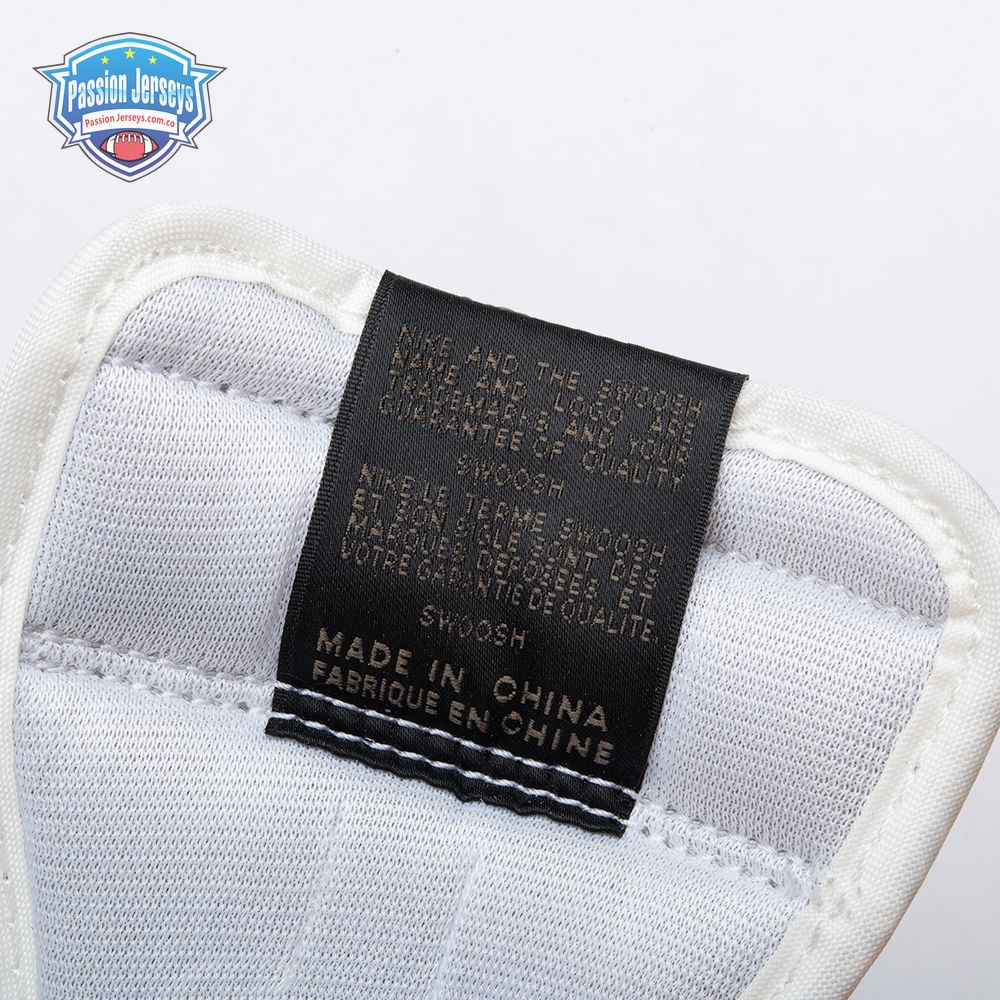 Passion Jerseys
Passion Jerseys.com.co
NIKE AND THE SWOOSH
NAME AND LOGO ARE
TRADEMARKS AND YOUR
GUARANTEE OF QUALITY
SWOOSH
NIKE LE TERME SWOOSH
ET SON SIGLE SONT DES
MARQUES DEPOSEES ET
VOTRE GARANTIE DE QUALITE.
SWOOSH
MADE IN CHINA
FABRIQUE EN CHINE